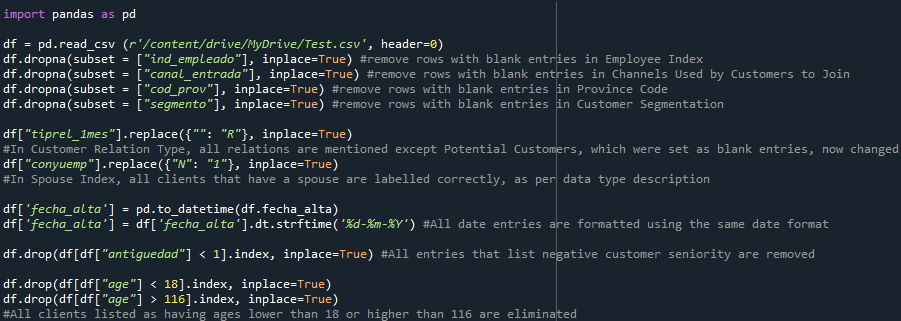 import pandas as pd
df = pd.read_csv (r'/content/drive/MyDrive/Test.csv', header=0)
df.dropna(subset = ["ind_empleado"], inplace=True) #remove rows with blank entries in Employee Index
df.dropna(subset = ["canal_entrada"], inplace=True) #remove rows with blank entries in Channels Used by Customers to Join
df.dropna(subset = ["cod_prov"], inplace=True) #remove rows with blank entries in Province Code
df.dropna(subset = ["segmento"], inplace=True) #remove rows with blank entries in Customer Segmentation
df["tiprel_1mes"].replace({"": "R"}, inplace=True)
#In Customer Relation Type, all relations are mentioned except Potential Customers, which were set as blank entries, now changed
df["conyuemp"].replace({"N": "1"}, inplace=True)
#In Spouse Index, all clients that have a spouse are labelled correctly, as per data type description
df['fecha_alta'] = pd.to_datetime(df.fecha_alta)
df['fecha_alta'] = df['fecha_alta'].dt.strftime('%d-%m-%Y') #All date entries are formatted using the same date format
df.drop(df[df["antiguedad"] < 1].index, inplace=True) #All entries that list negative customer seniority are removed
df.drop(df[df["age"] < 18].index, inplace=True)
df.drop(df[df["age"] > 116].index, inplace=True)
#All clients listed as having ages lower than 18 or higher than 116 are eliminated